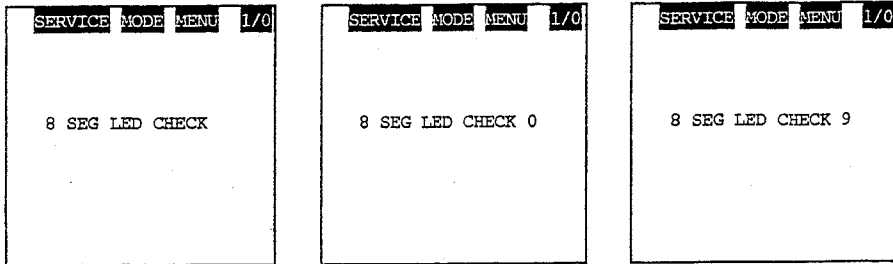 SERVICE MODE MENU 1/0
8 SEG LED CHECK
SERVICE MODE MENU 1/0
8 SEG LED CHECK 0
SERVICE MODE MENU 1/0
8 SEG LED CHECK 9